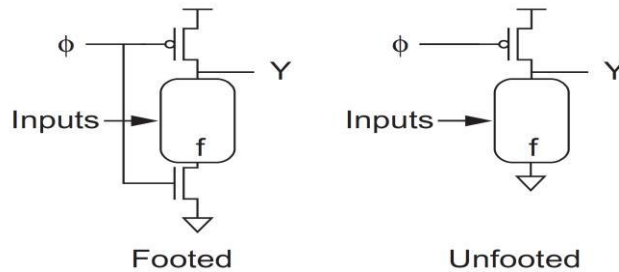 ϕ Y ϕ Y
Inputs f Inputs f
Footed Unfooted